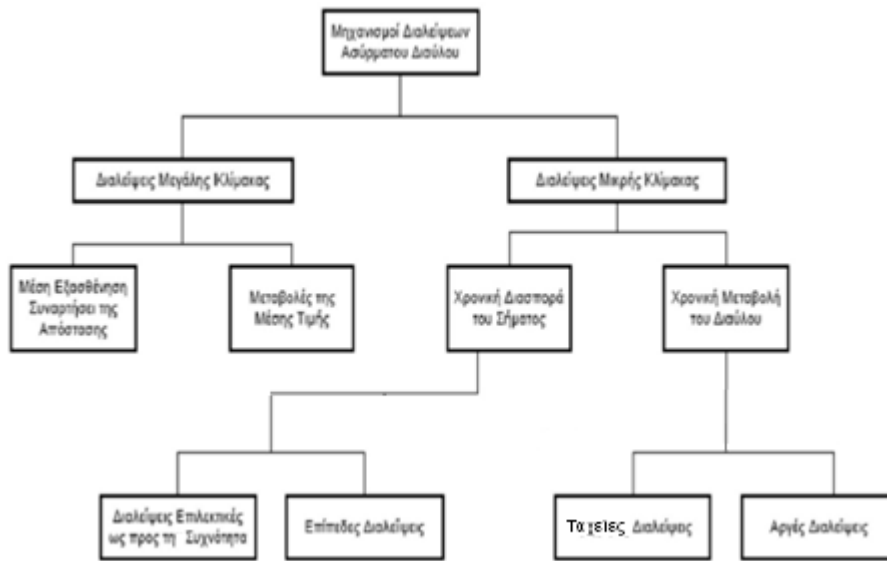 Μηχανισμοί Διαλείψεων
Ασύρματου Διαύλου
Διαλείψεις Μεγάλης Κλίμακας
Διαλείψεις Μικρής Κλίμακας
Μέση Εξασθένηση
Συναρτήσει της
Απόστασης
Μεταβολές της
Μέσης Τιμής
Χρονική Διασπορά
του Σήματος
Χρονική Μεταβολή
του Διαύλου
Διαλείψεις Επιλεκτικές
ως προς τη Συχνότητα
Επίπεδες Διαλείψεις
Ταχείες Διαλείψεις
Αργές Διαλείψεις